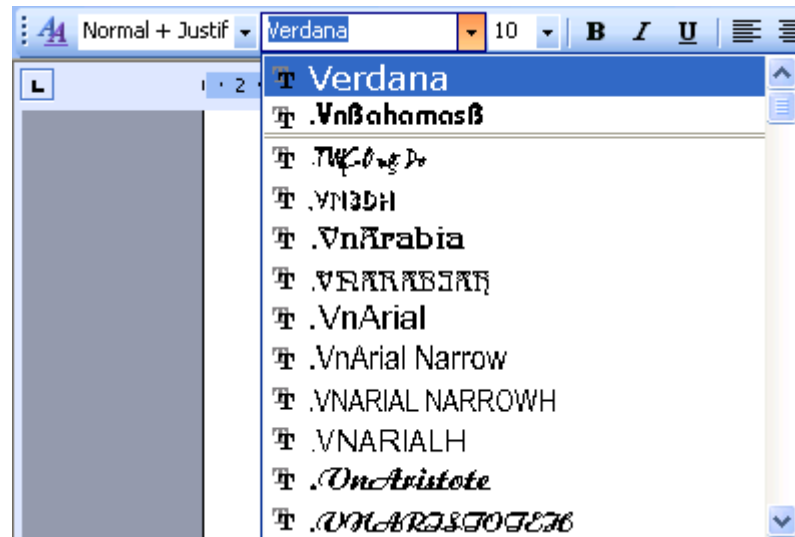 Normal + Justif Verdana 10 B I U
L 2 Verdana
.VnBahamasB
.VN3DH
.VnArabia
.VNARABIAH
.VnArial
.VnArial Narrow
.VNARIAL NARROWH
.VNARIALH
.VnAristote
.VNARISTOTEH